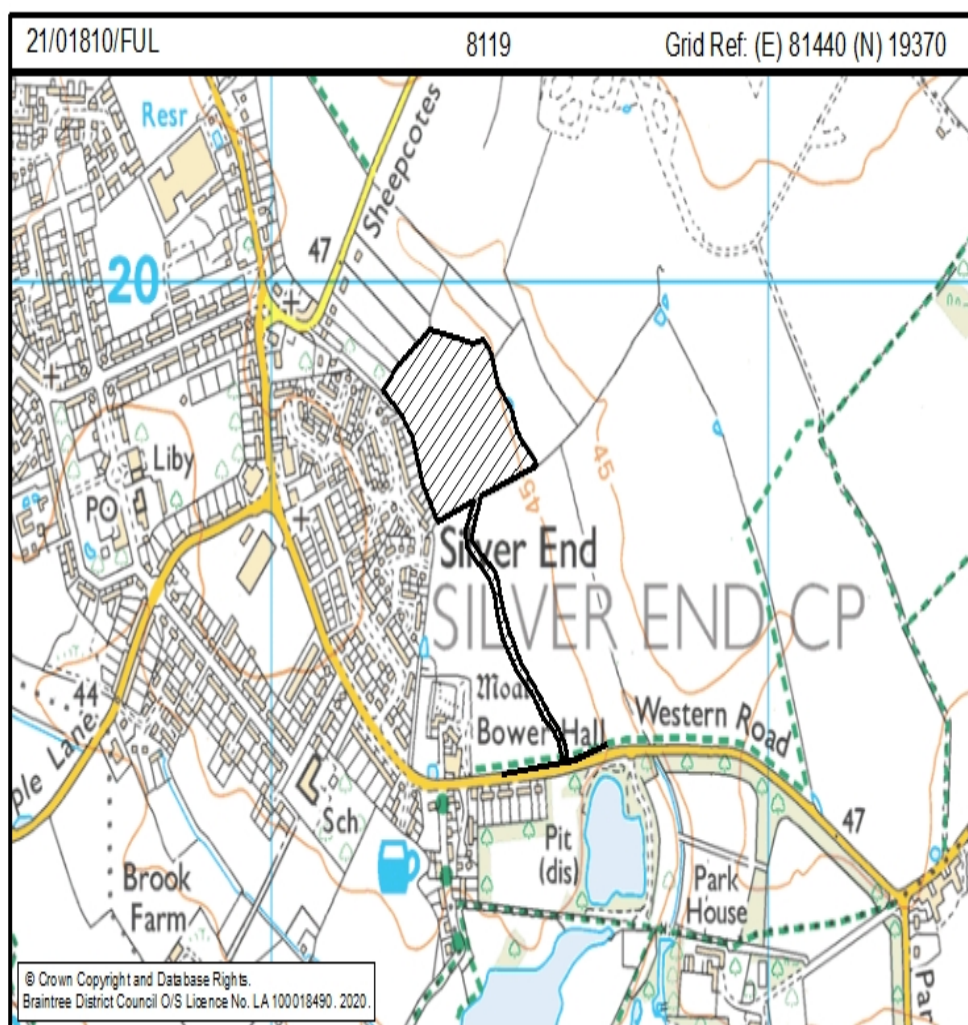 21/01810/FUL 8119 Grid Ref: (E) 81440 (N) 19370
Resr
Sheepcotes
47
20
Liby
PO
45
45
Silver End
SILVER END CP
44
ple Lane
Moat
Bower Hall
Western Road
Sch
Pit
(dis)
47
Brook
Farm
Park
House
Par
© Crown Copyright and Database Rights.
Braintree District Council O/S Licence No. LA 100018490. 2020.